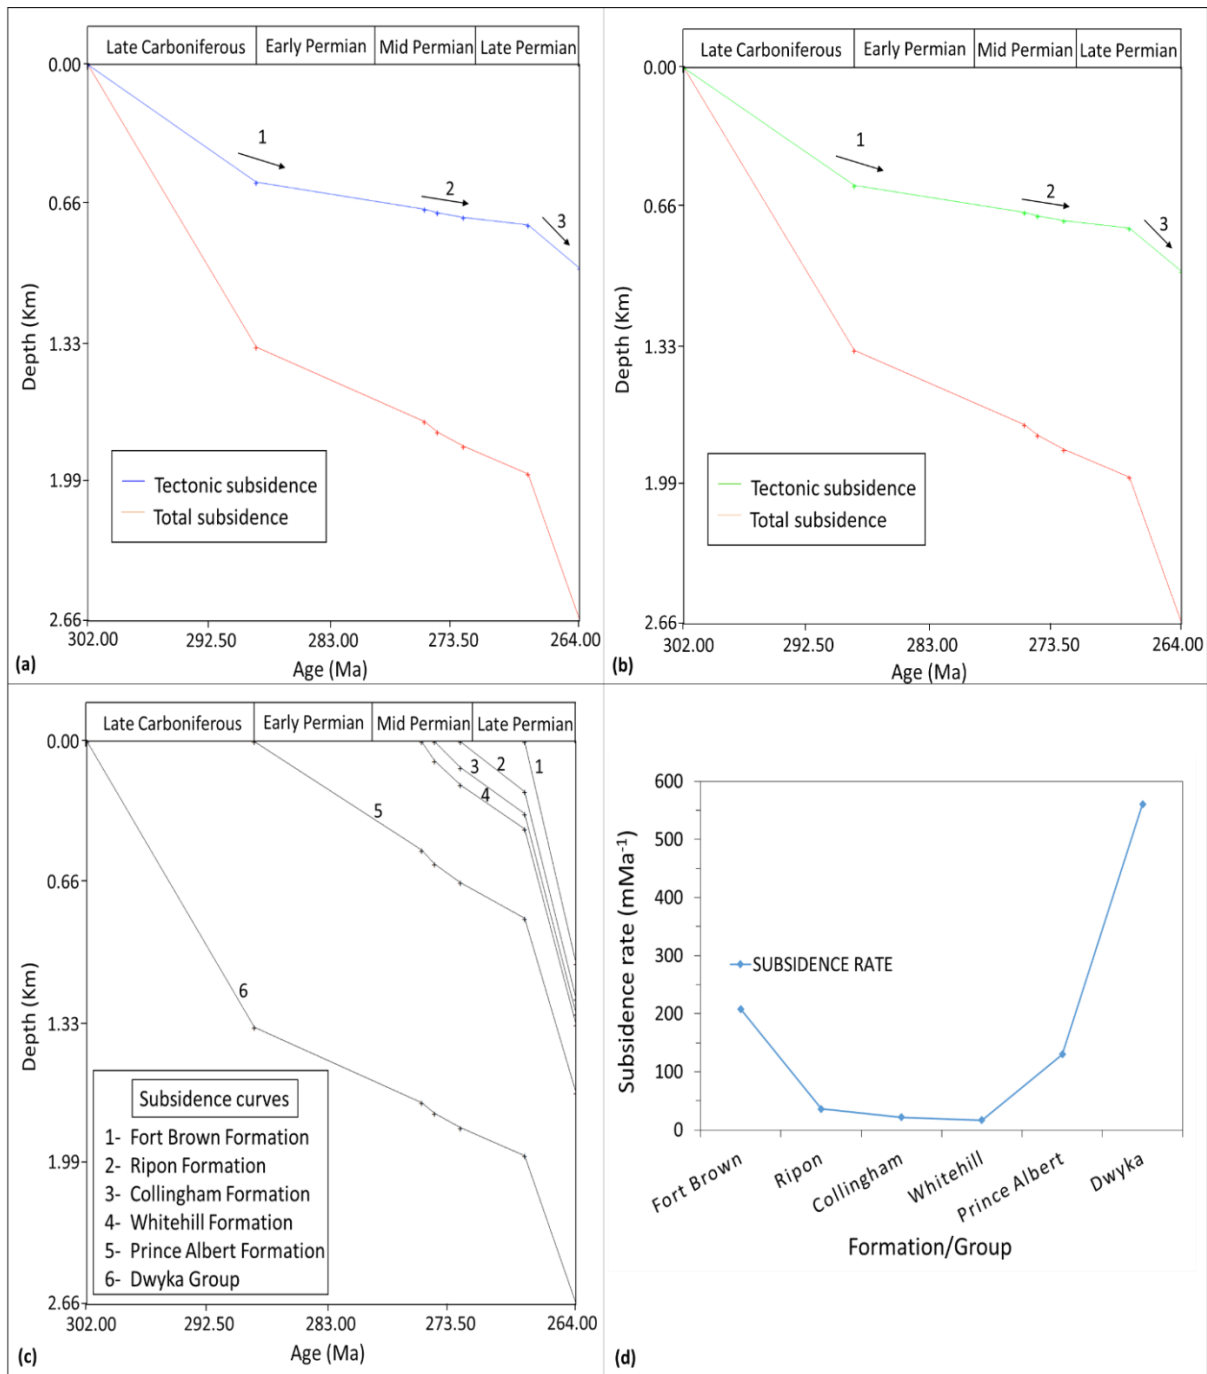 Late Carboniferous Early Permian Mid Permian Late Permian
0.00
0.66
1.33
1.99
2.66
Depth (Km)
1
2
3
Tectonic subsidence
Total subsidence
302.00 292.50 283.00 273.50 264.00
(a) Age (Ma)
Late Carboniferous Early Permian Mid Permian Late Permian
0.00
0.66
1.33
1.99
2.66
Depth (Km)
1
2
3
Tectonic subsidence
Total subsidence
302.00 292.50 283.00 273.50 264.00
(b) Age (Ma)
Late Carboniferous Early Permian Mid Permian Late Permian
0.00
0.66
1.33
1.99
2.66
Depth (Km)
1
2
3
4
5
6
Subsidence curves
1- Fort Brown Formation
2- Ripon Formation
3- Collingham Formation
4- Whitehill Formation
5- Prince Albert Formation
6- Dwyka Group
302.00 292.50 283.00 273.50 264.00
(c) Age (Ma)
600
500
400
300
200
100
0
Subsidence rate (mMa⁻¹)
SUBSIDENCE RATE
Fort Brown Ripon Collingham Whitehill Prince Albert Dwyka
Formation/Group
(d)